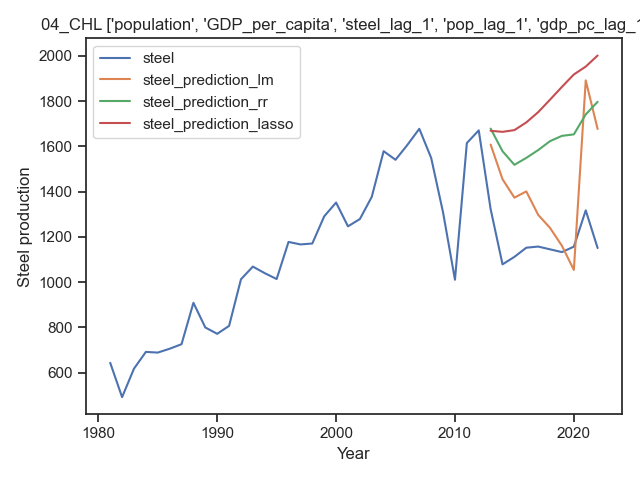 04_CHL ['population', 'GDP_per_capita', 'steel_lag_1', 'pop_lag_1', 'gdp_pc_lag_1
steel
steel_prediction_lm
steel_prediction_rr
steel_prediction_lasso
Steel production
2000
1800
1600
1400
1200
1000
800
600
1980
1990
2000
2010
2020
Year